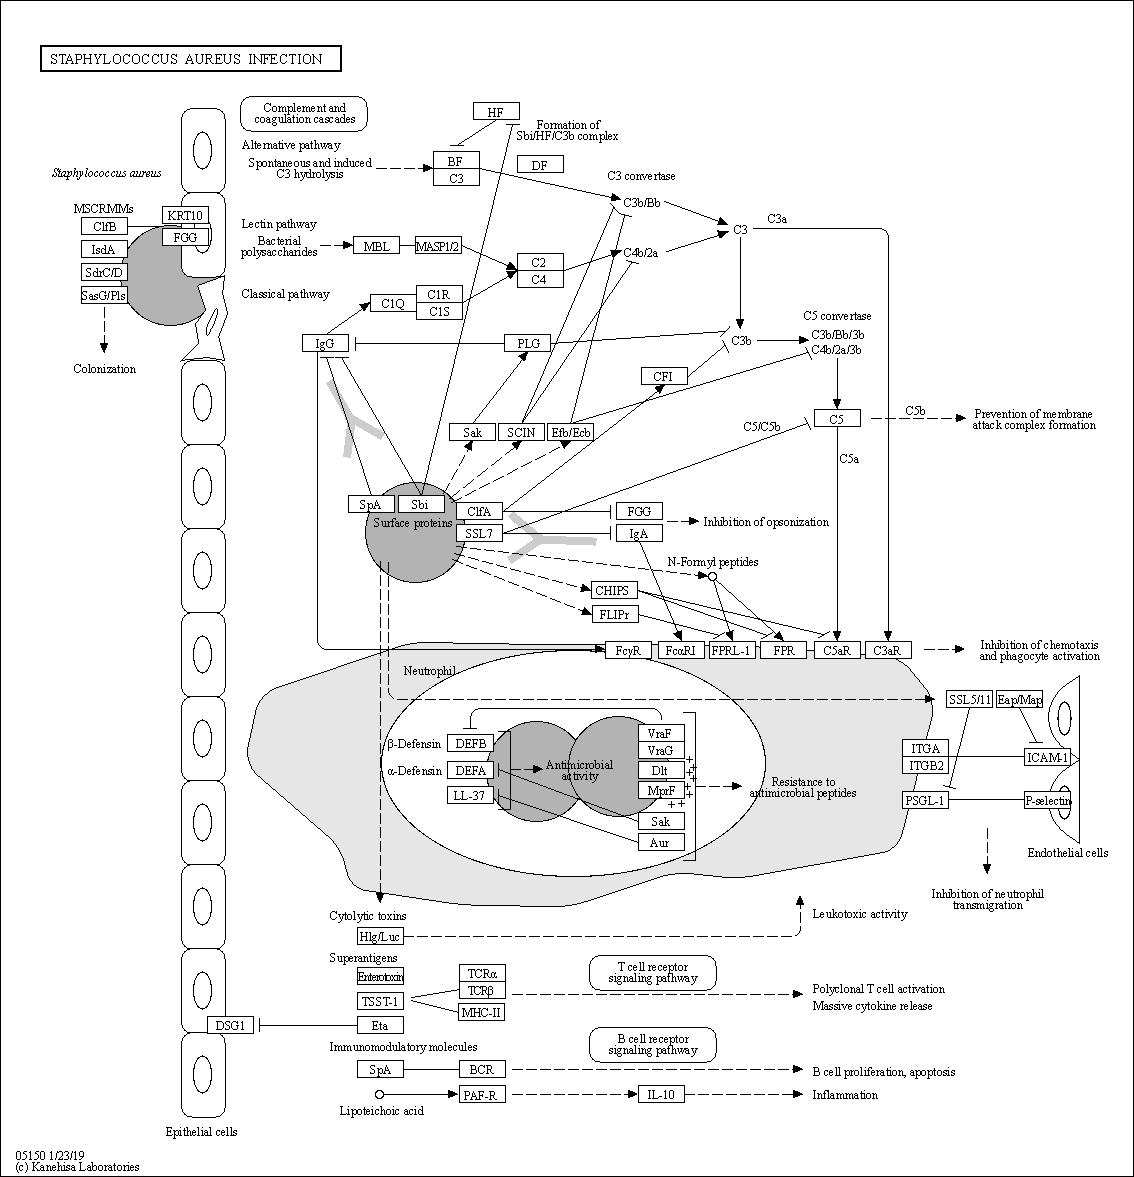 STAPHYLOCOCCUS AUREUS INFECTION
Complement and
coagulation cascades
HF
Formation of
Sbi/HF/C3b complex
Alternative pathway
Spontaneous and induced
C3 hydrolysis
BF
C3
DF
Staphylococcus aureus
C3 convertase
C3b/Bb
MSCRMMs
ClfB
IsdA
SdrC/D
SasG/Pls
KRT10
FGG
Colonization
Lectin pathway
Bacterial
polysaccharides
MBL
MASP1/2
C2
C4
C4b/2a
C3
C3a
Classical pathway
C1Q
C1R
C1S
C5 convertase
C3b/Bb/3b
C4b/2a/3b
IgG
PLG
C3b
CFI
Sak
SCIN
Efb/Ecb
C5/C5b
C5
C5b
Prevention of membrane
attack complex formation
C5a
SpA
Sbi
Surface proteins
ClfA
SSL7
FGG
IgA
Inhibition of opsonization
N-Formyl peptides
CHIPS
FLIPr
FcγR
FcαRI
FPRL-1
FPR
C5aR
C3aR
Inhibition of chemotaxis
and phagocyte activation
Neutrophil
SSL5/11
Eap/Map
β-Defensin
DEFB
α-Defensin
DEFA
LL-37
Antimicrobial
activity
VraF
VraG
Dlt
MprF
Sak
Aur
+
+
+
+
+
+
+
+
+
Resistance to
antimicrobial peptides
ITGA
ITGB2
PSGL-1
ICAM-1
P-selectin
Endothelial cells
Inhibition of neutrophil
transmigration
Cytolytic toxins
Hlg/Luc
Leukotoxic activity
Superantigens
Enterotoxin
TSST-1
Eta
DSG1
TCRα
TCRβ
MHC-II
T cell receptor
signaling pathway
Polyclonal T cell activation
Massive cytokine release
Immunomodulatory molecules
B cell receptor
signaling pathway
SpA
BCR
B cell proliferation, apoptosis
Lipoteichoic acid
PAF-R
IL-10
Inflammation
Epithelial cells
05150 1/23/19
(c) Kanehisa Laboratories